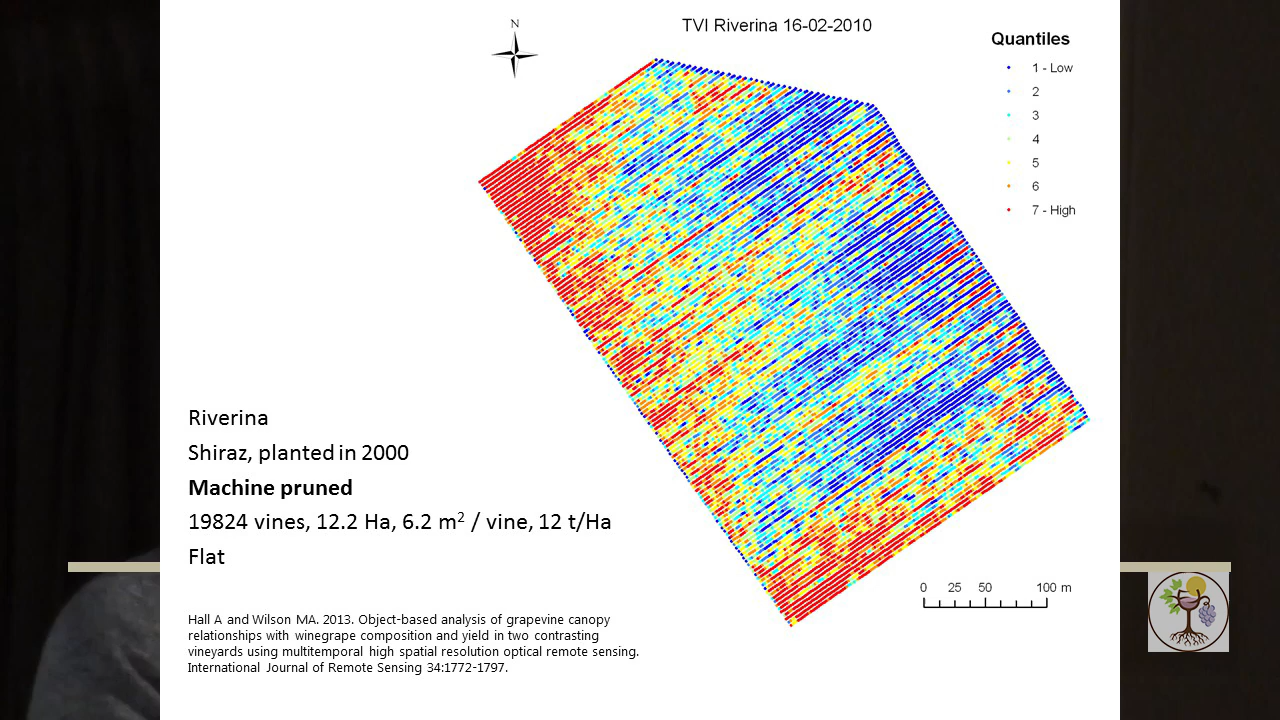 N
TVI Riverina 16-02-2010
Quantiles
1 - Low
2
3
4
5
6
7 - High
Riverina
Shiraz, planted in 2000
Machine pruned
19824 vines, 12.2 Ha, 6.2 m² / vine, 12 t/Ha
Flat
0 25 50 100 m
Hall A and Wilson MA. 2013. Object-based analysis of grapevine canopy
relationships with winegrape composition and yield in two contrasting
vineyards using multitemporal high spatial resolution optical remote sensing.
International Journal of Remote Sensing 34:1772-1797.